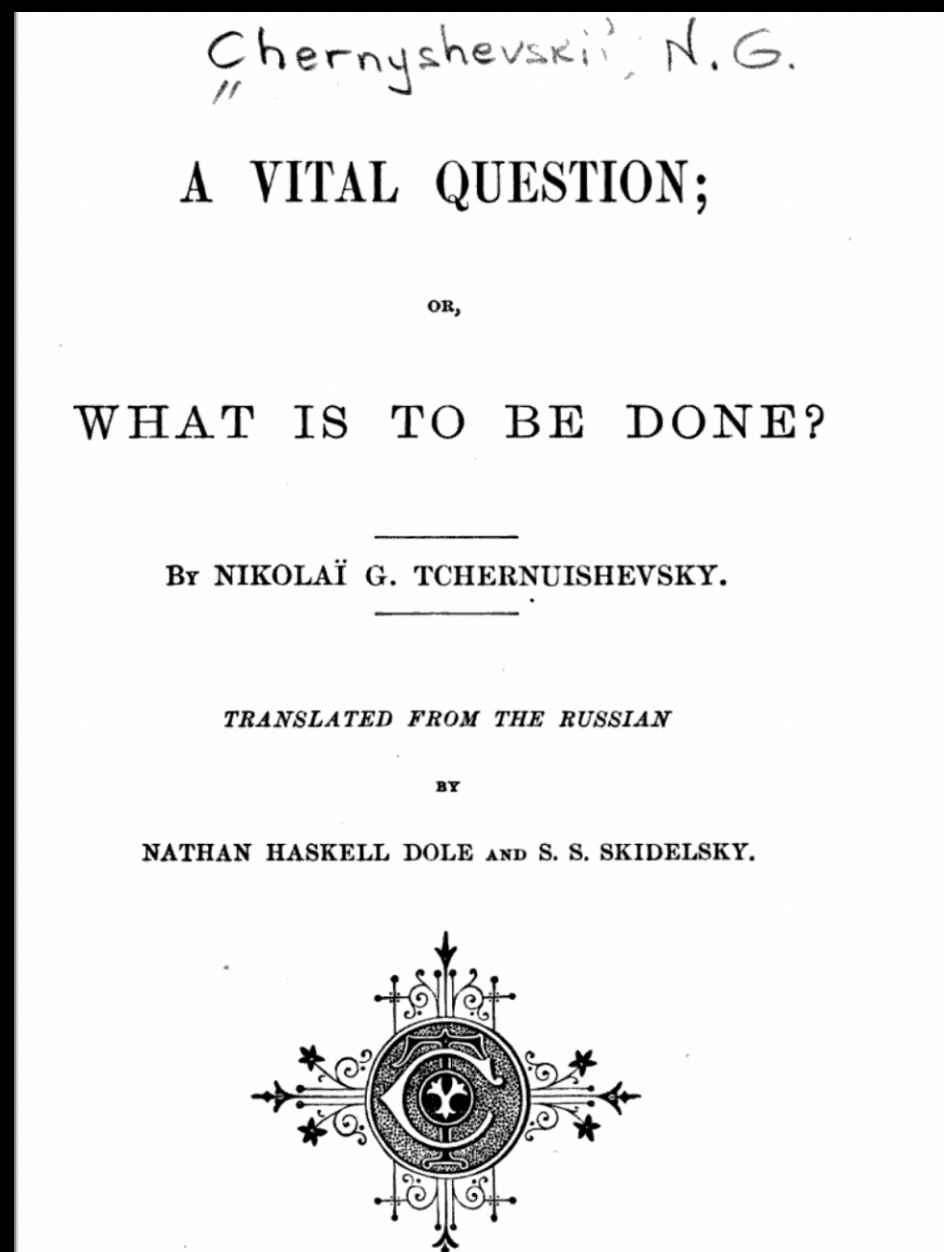 Chernyshevskiĭ, N. G.
A VITAL QUESTION;
OR,
WHAT IS TO BE DONE?
By NIKOLAÏ G. TCHERNUISHEVSKY.
TRANSLATED FROM THE RUSSIAN
BY
NATHAN HASKELL DOLE AND S. S. SKIDELSKY.